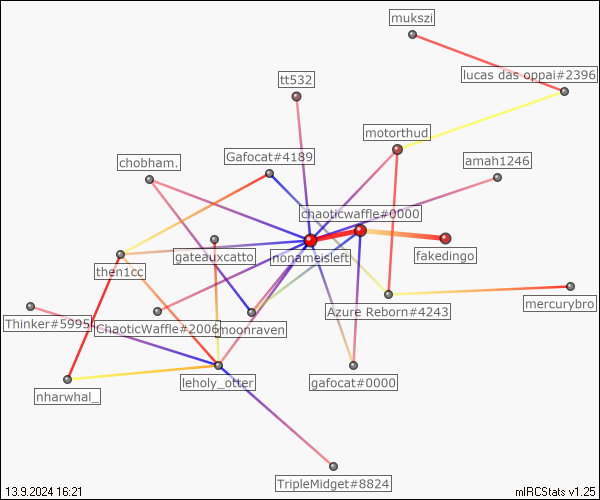 mukszi
lucas das oppai#2396
tt532
motorthud
Gafocat#4189
chobham.
amah1246
chaoticwaffle#0000
gateauxcatto
nonameisleft
fakedingo
then1cc
Azure Reborn#4243
mercurybro
Thinker#5995
ChaoticWaffle#2006
moonraven
leholy_otter
gafocat#0000
nharwhal_
TripleMidget#8824
13.9.2024 16:21
mIRCStats v1.25